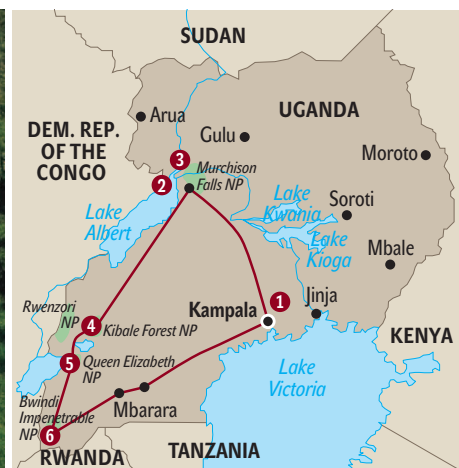 SUDAN
UGANDA
Arua
DEM. REP.
OF THE
CONGO
Gulu
Moroto
3
Murchison
Falls NP
2
Lake
Albert
Lake
Kwania
Soroti
Lake
Kioga
Mbale
1
Kampala
Jinja
Rwenzori
NP
4
Kibale Forest NP
KENYA
5
Queen Elizabeth
NP
Lake
Victoria
Bwindi
Impenetrable
NP
Mbarara
6
RWANDA
TANZANIA